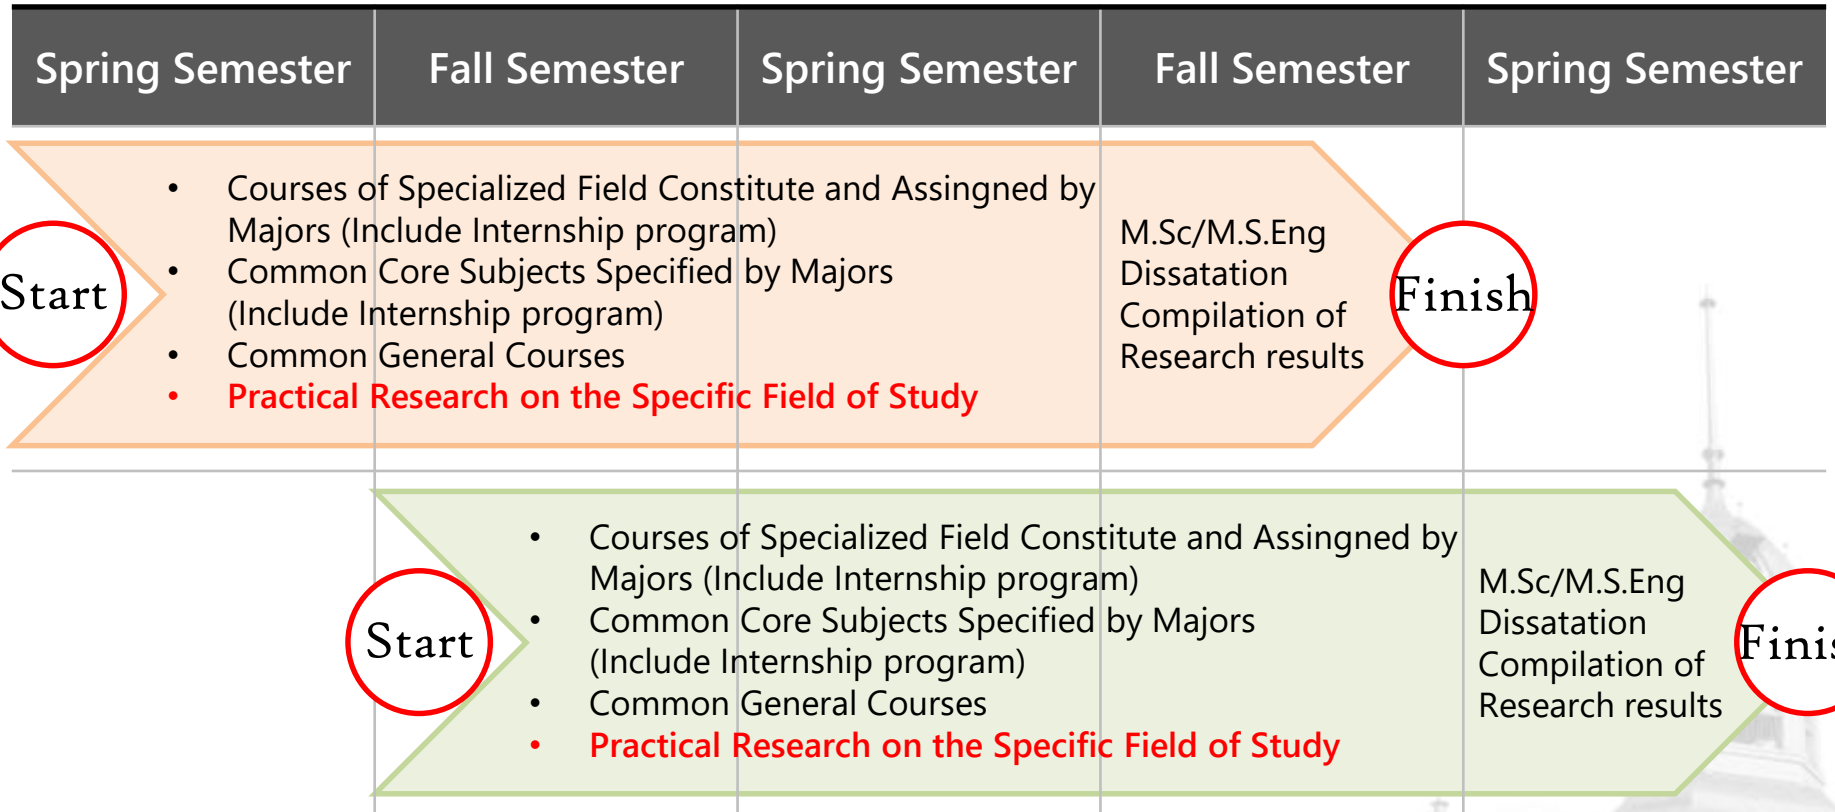 Spring Semester
Fall Semester
Spring Semester
Fall Semester
Spring Semester
Start
• Courses of Specialized Field Constitute and Assingned by
Majors (Include Internship program)
• Common Core Subjects Specified by Majors
(Include Internship program)
• Common General Courses
• Practical Research on the Specific Field of Study
M.Sc/M.S.Eng
Dissatation
Compilation of
Research results
Finish
Start
• Courses of Specialized Field Constitute and Assingned by
Majors (Include Internship program)
• Common Core Subjects Specified by Majors
(Include Internship program)
• Common General Courses
• Practical Research on the Specific Field of Study
M.Sc/M.S.Eng
Dissatation
Compilation of
Research results
Finis